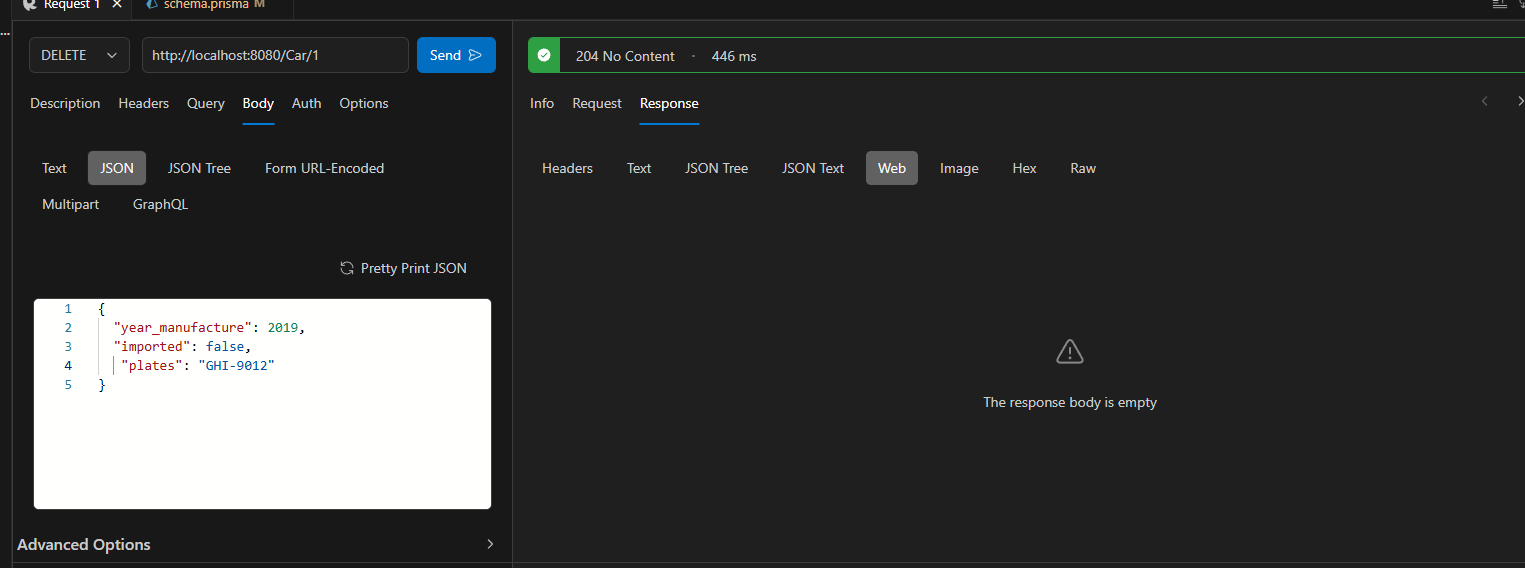 Request 1
schema.prisma M
...
DELETE http://localhost:8080/Car/1 Send
Description Headers Query Body Auth Options
Text JSON JSON Tree Form URL-Encoded
Multipart GraphQL
Pretty Print JSON
1 {
2 "year_manufacture": 2019,
3 "imported": false,
4 "plates": "GHI-9012"
5 }
Advanced Options
204 No Content · 446 ms
Info Request Response
Headers Text JSON Tree JSON Text Web Image Hex Raw
The response body is empty